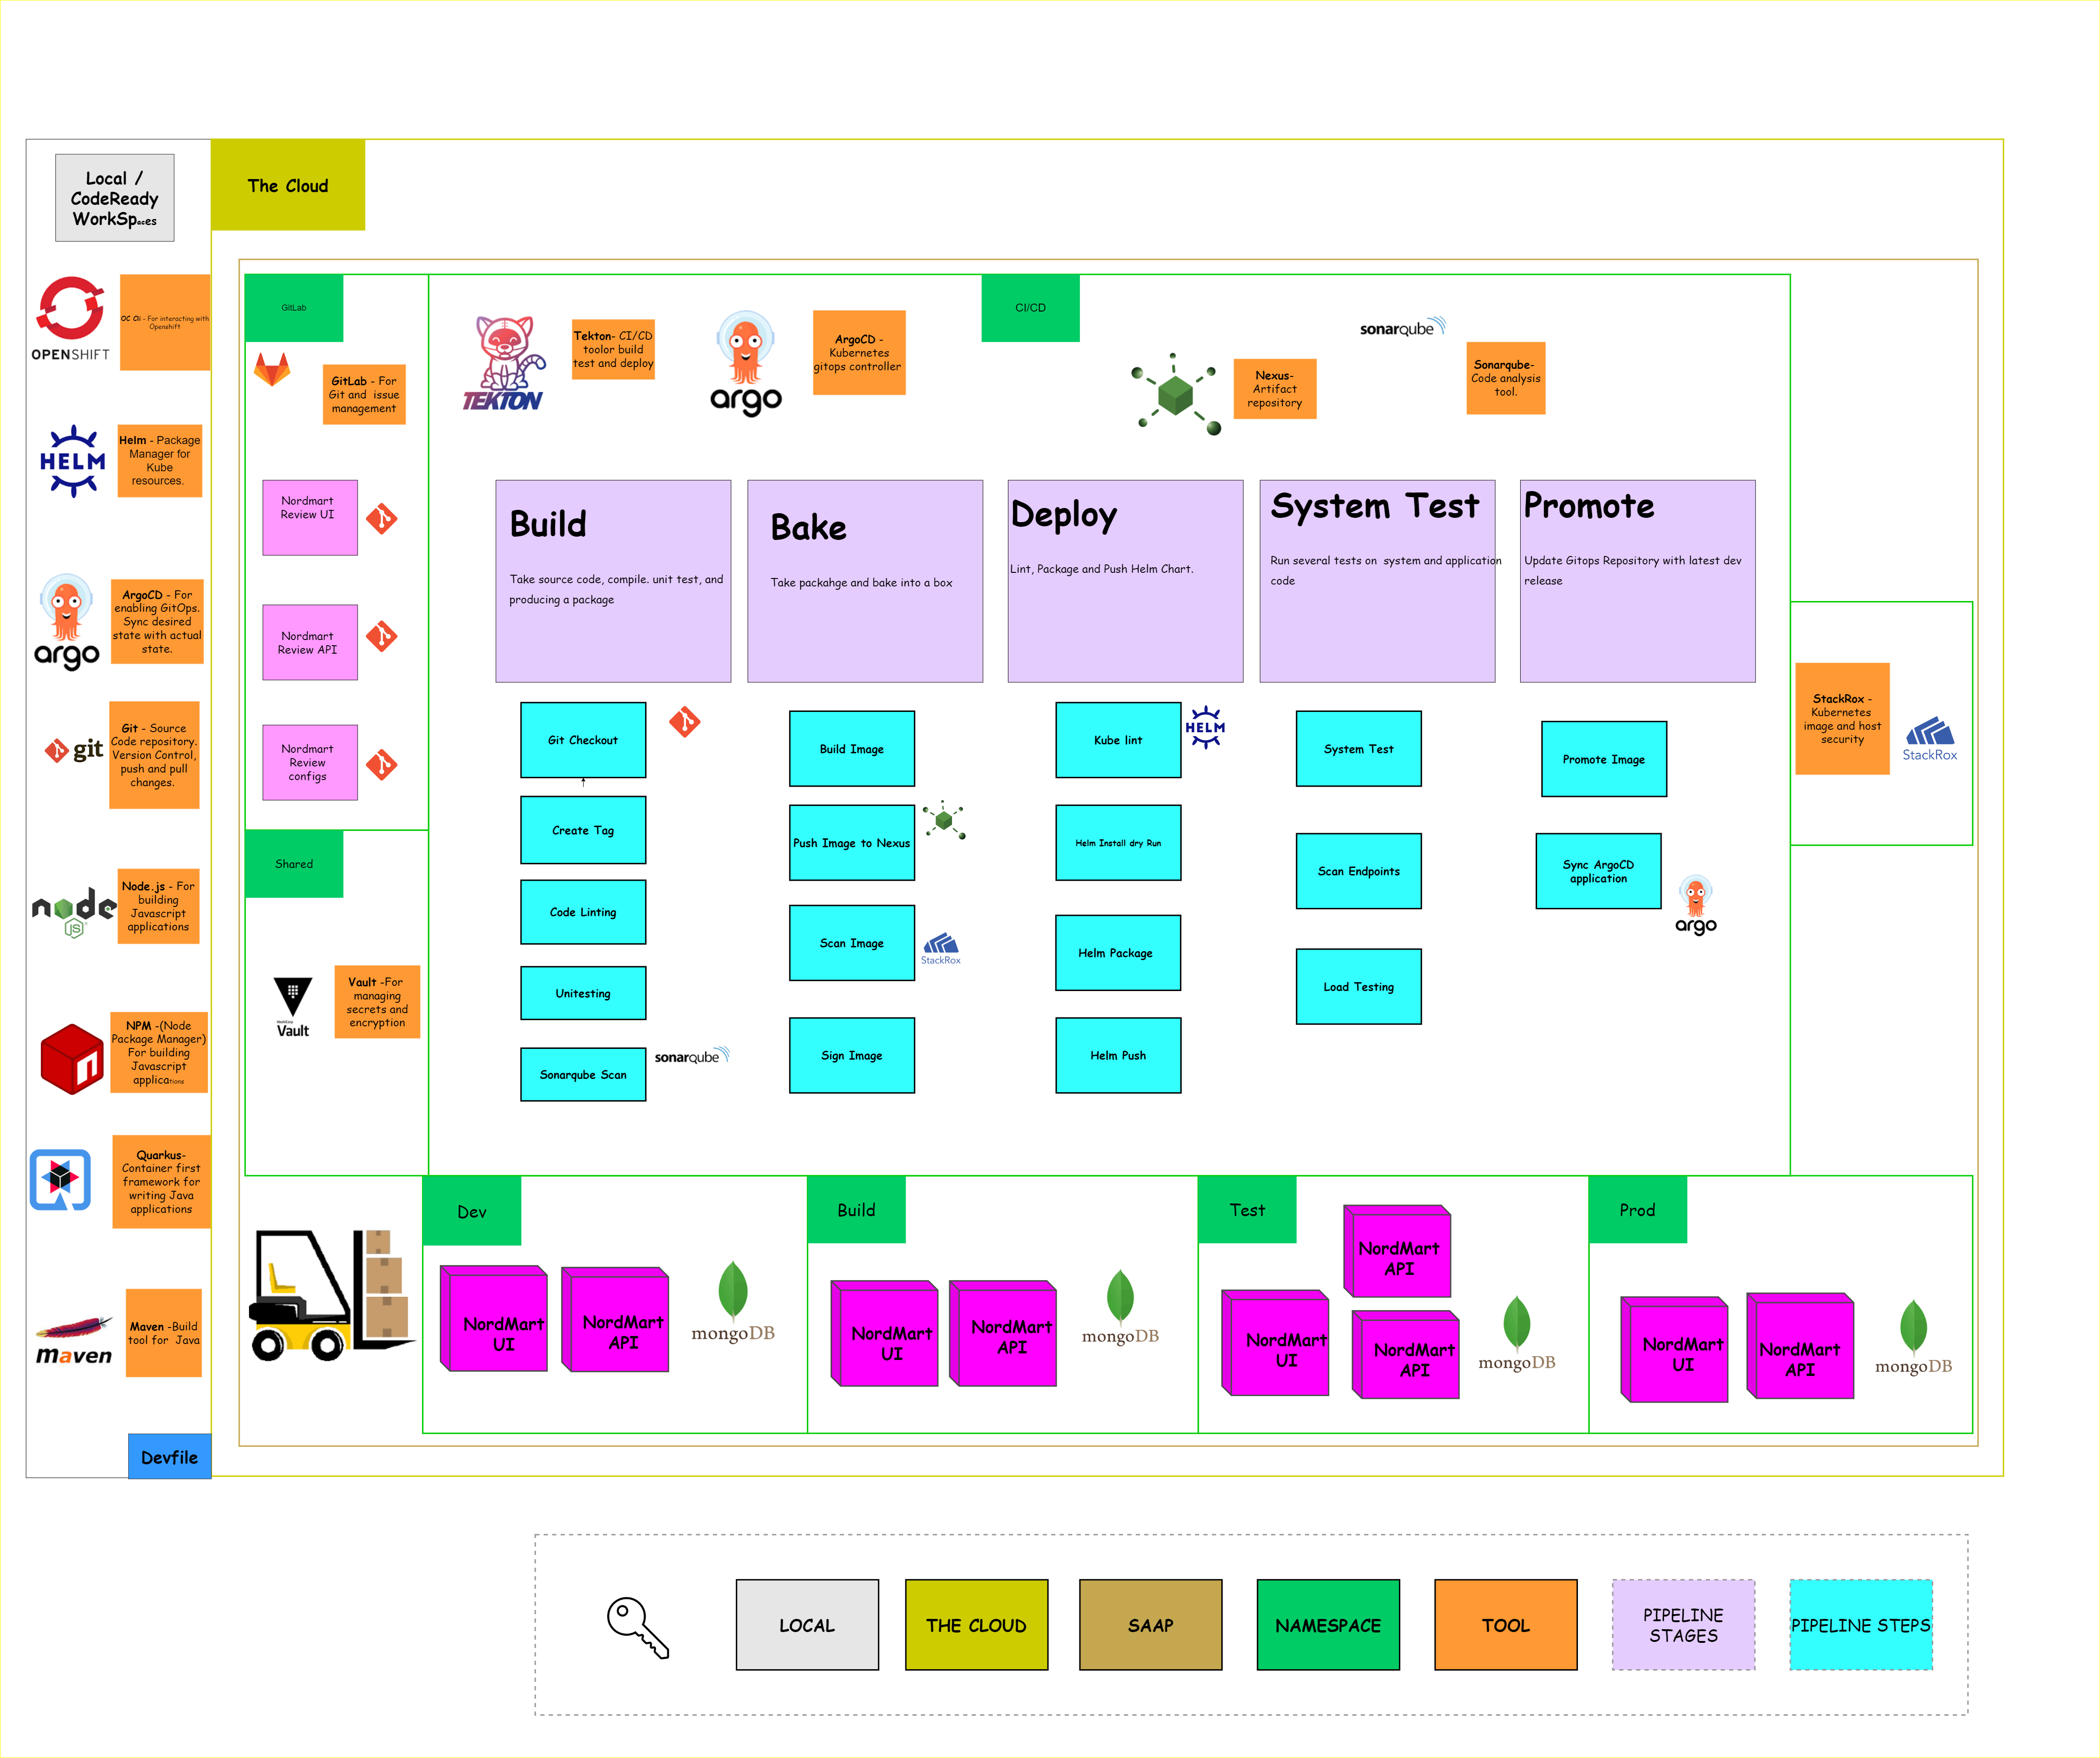 Local /
CodeReady
WorkSpaces
The Cloud
OPENSHIFT
OC Cli - For interacting with
Openshift
HELM
Helm - Package
Manager for
Kube
resources.
argo
ArgoCD - For
enabling GitOps.
Sync desired
state with actual
state.
git
Git - Source
Code repository.
Version Control,
push and pull
changes.
node
JS
Node.js - For
building
Javascript
applications
n
NPM -(Node
Package Manager)
For building
Javascript
applications
Quarkus-
Container first
framework for
writing Java
applications
Maven
Maven -Build
tool for Java
Devfile
GitLab
GitLab - For
Git and issue
management
Nordmart
Review UI
Nordmart
Review API
Nordmart
Review
configs
Shared
HashiCorp
Vault
Vault -For
managing
secrets and
encryption
CI/CD
TEKTON
Tekton- CI/CD
toolor build
test and deploy
argo
ArgoCD -
Kubernetes
gitops controller
Nexus-
Artifact
repository
sonarqube
Sonarqube-
Code analysis
tool.
Build
Take source code, compile. unit test, and
producing a package
Bake
Take packahge and bake into a box
Deploy
Lint, Package and Push Helm Chart.
System Test
Run several tests on system and application
code
Promote
Update Gitops Repository with latest dev
release
Git Checkout
Create Tag
Code Linting
Unitesting
Sonarqube Scan
sonarqube
Build Image
Push Image to Nexus
Scan Image
StackRox
Sign Image
Kube lint
HELM
Helm Install dry Run
Helm Package
Helm Push
System Test
Scan Endpoints
Load Testing
Promote Image
Sync ArgoCD
application
argo
StackRox -
Kubernetes
image and host
security
StackRox
Dev
NordMart
UI
NordMart
API
mongoDB
Build
NordMart
UI
NordMart
API
mongoDB
Test
NordMart
API
NordMart
UI
NordMart
API
mongoDB
Prod
NordMart
UI
NordMart
API
mongoDB
LOCAL
THE CLOUD
SAAP
NAMESPACE
TOOL
PIPELINE
STAGES
PIPELINE STEPS